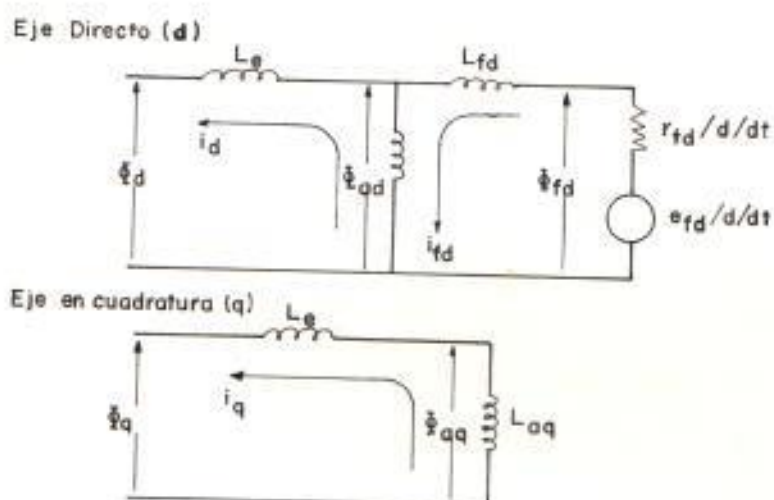 Eje Directo (d)
Le
Lfd
id
Φd
Φad
ifd
Φfd
rfd/d/dt
efd/d/dt
Eje en cuadratura (q)
Le
iq
Φq
Φaq
Laq